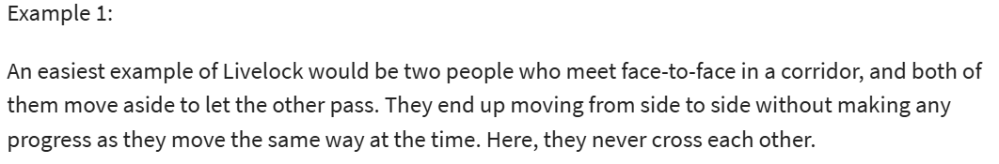 Example 1:
An easiest example of Livelock would be two people who meet face-to-face in a corridor, and both of
them move aside to let the other pass. They end up moving from side to side without making any
progress as they move the same way at the time. Here, they never cross each other.